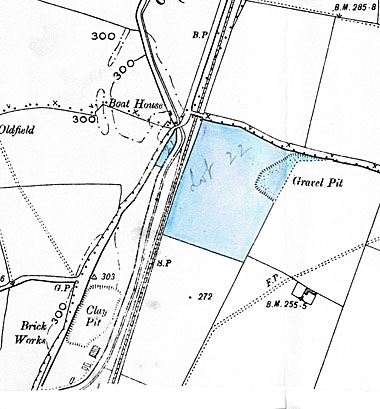 B.M. 285·8
300
B.P
300
Boat House
300
Oldfield
Lot 22
Gravel Pit
S.P
303
6
G.P.
F.P.
272
B.M. 255·5
300
Clay
Pit
Brick
Works